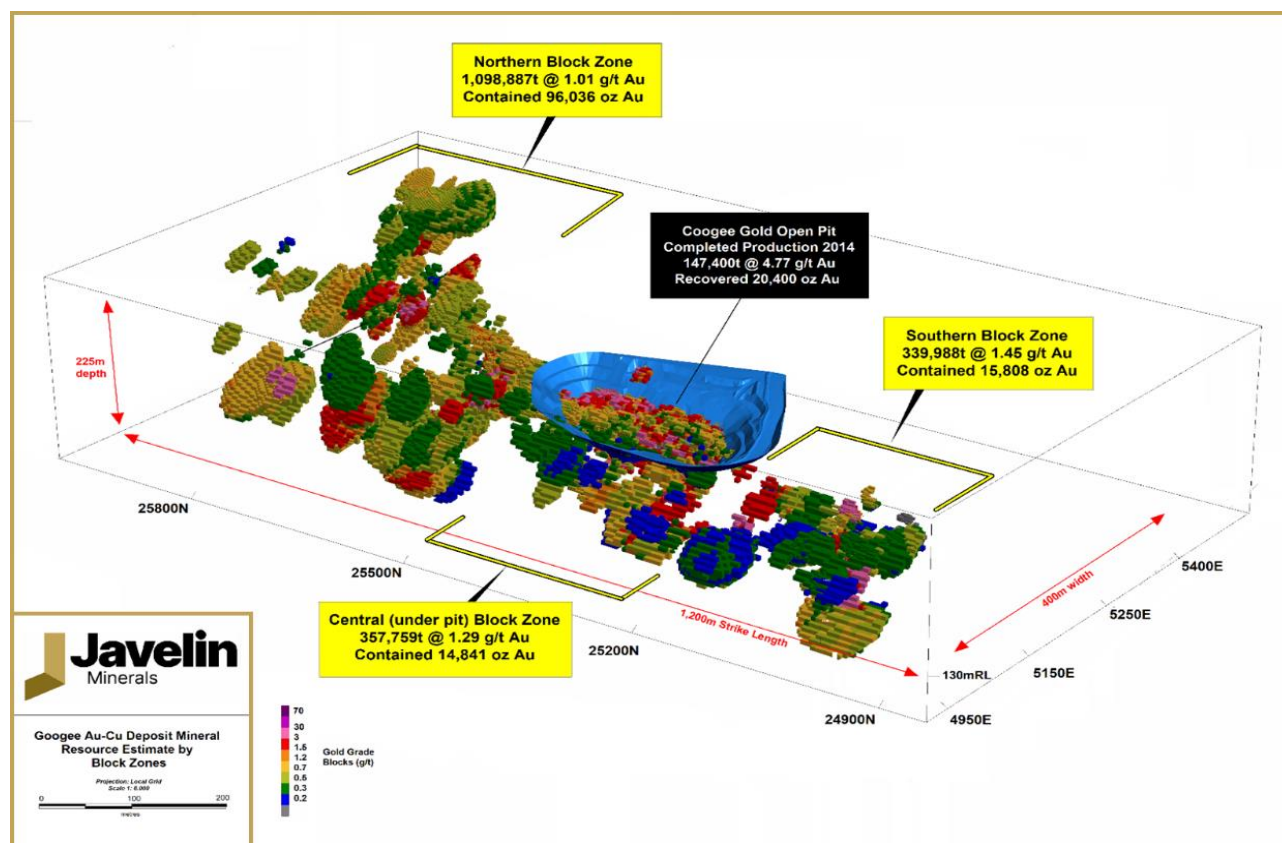 Northern Block Zone
1,098,887t @ 1.01 g/t Au
Contained 96,036 oz Au
Coogee Gold Open Pit
Completed Production 2014
147,400t @ 4.77 g/t Au
Recovered 20,400 oz Au
Southern Block Zone
339,988t @ 1.45 g/t Au
Contained 15,808 oz Au
225m
depth
25800N
25500N
25200N
24900N
1,200m Strike Length
400m width
5400E
5250E
5150E
4950E
130mRL
Central (under pit) Block Zone
357,759t @ 1.29 g/t Au
Contained 14,841 oz Au
Javelin
Minerals
Googee Au-Cu Deposit Mineral
Resource Estimate by
Block Zones
Projection: Local Grid
Scale 1: 6.000
0 100 200
metres
70
30
3
1.5
1.2
0.7
0.5
0.3
0.2
Gold Grade
Blocks (g/t)